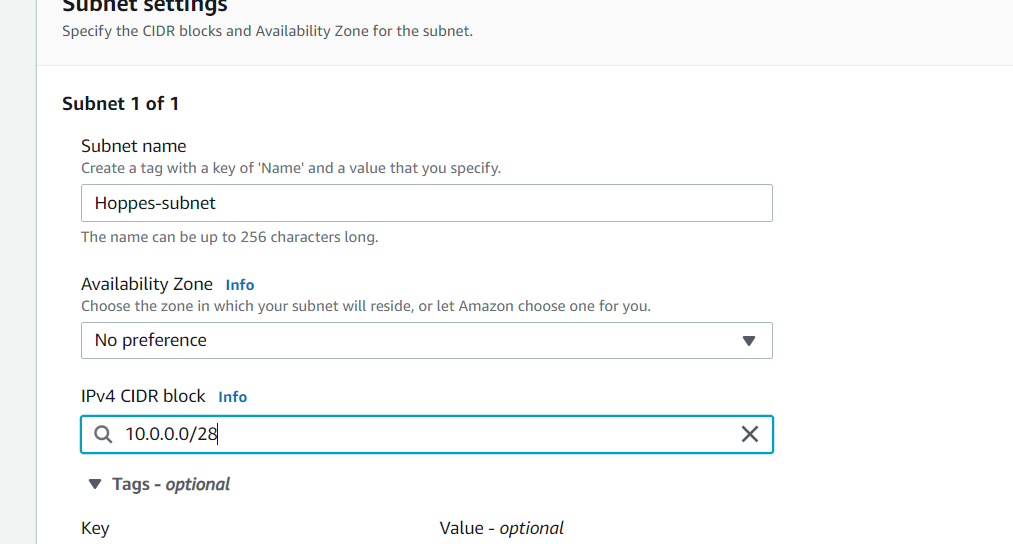 Subnet settings
Specify the CIDR blocks and Availability Zone for the subnet.
Subnet 1 of 1
Subnet name
Create a tag with a key of 'Name' and a value that you specify.
Hoppes-subnet
The name can be up to 256 characters long.
Availability Zone Info
Choose the zone in which your subnet will reside, or let Amazon choose one for you.
No preference
IPv4 CIDR block Info
10.0.0.0/28
Tags - optional
Key Value - optional